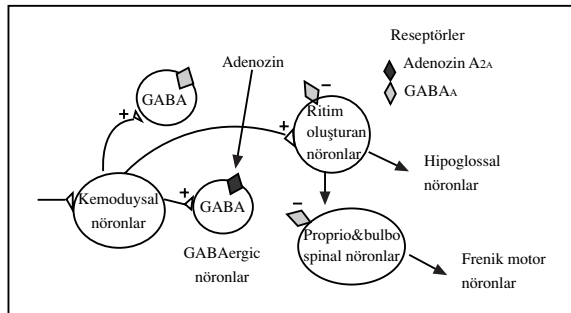 Reseptörler
Adenozin A2A
GABAA
Adenozin
GABA
Ritim
oluşturan
nöronlar
Hipoglossal
nöronlar
Kemoduysal
nöronlar
GABA
GABAergic
nöronlar
Proprio&bulbo
spinal nöronlar
Frenik motor
nöronlar
+
+
+
−
−